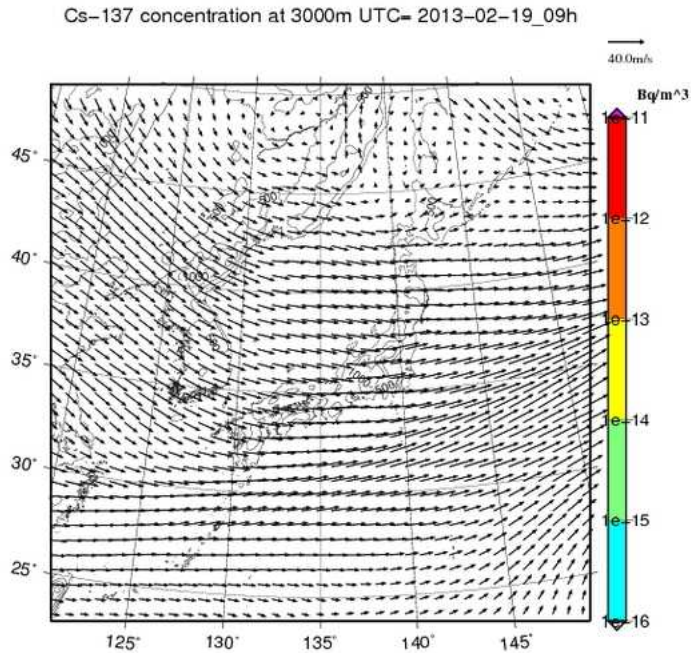 Cs-137 concentration at 3000m UTC= 2013-02-19_09h
40.0m/s
Bq/m^3
1e-11
45°
1e-12
40°
1000
1e-13
35°
1e-14
30°
1e-15
25°
1e-16
125° 130° 135° 140° 145°